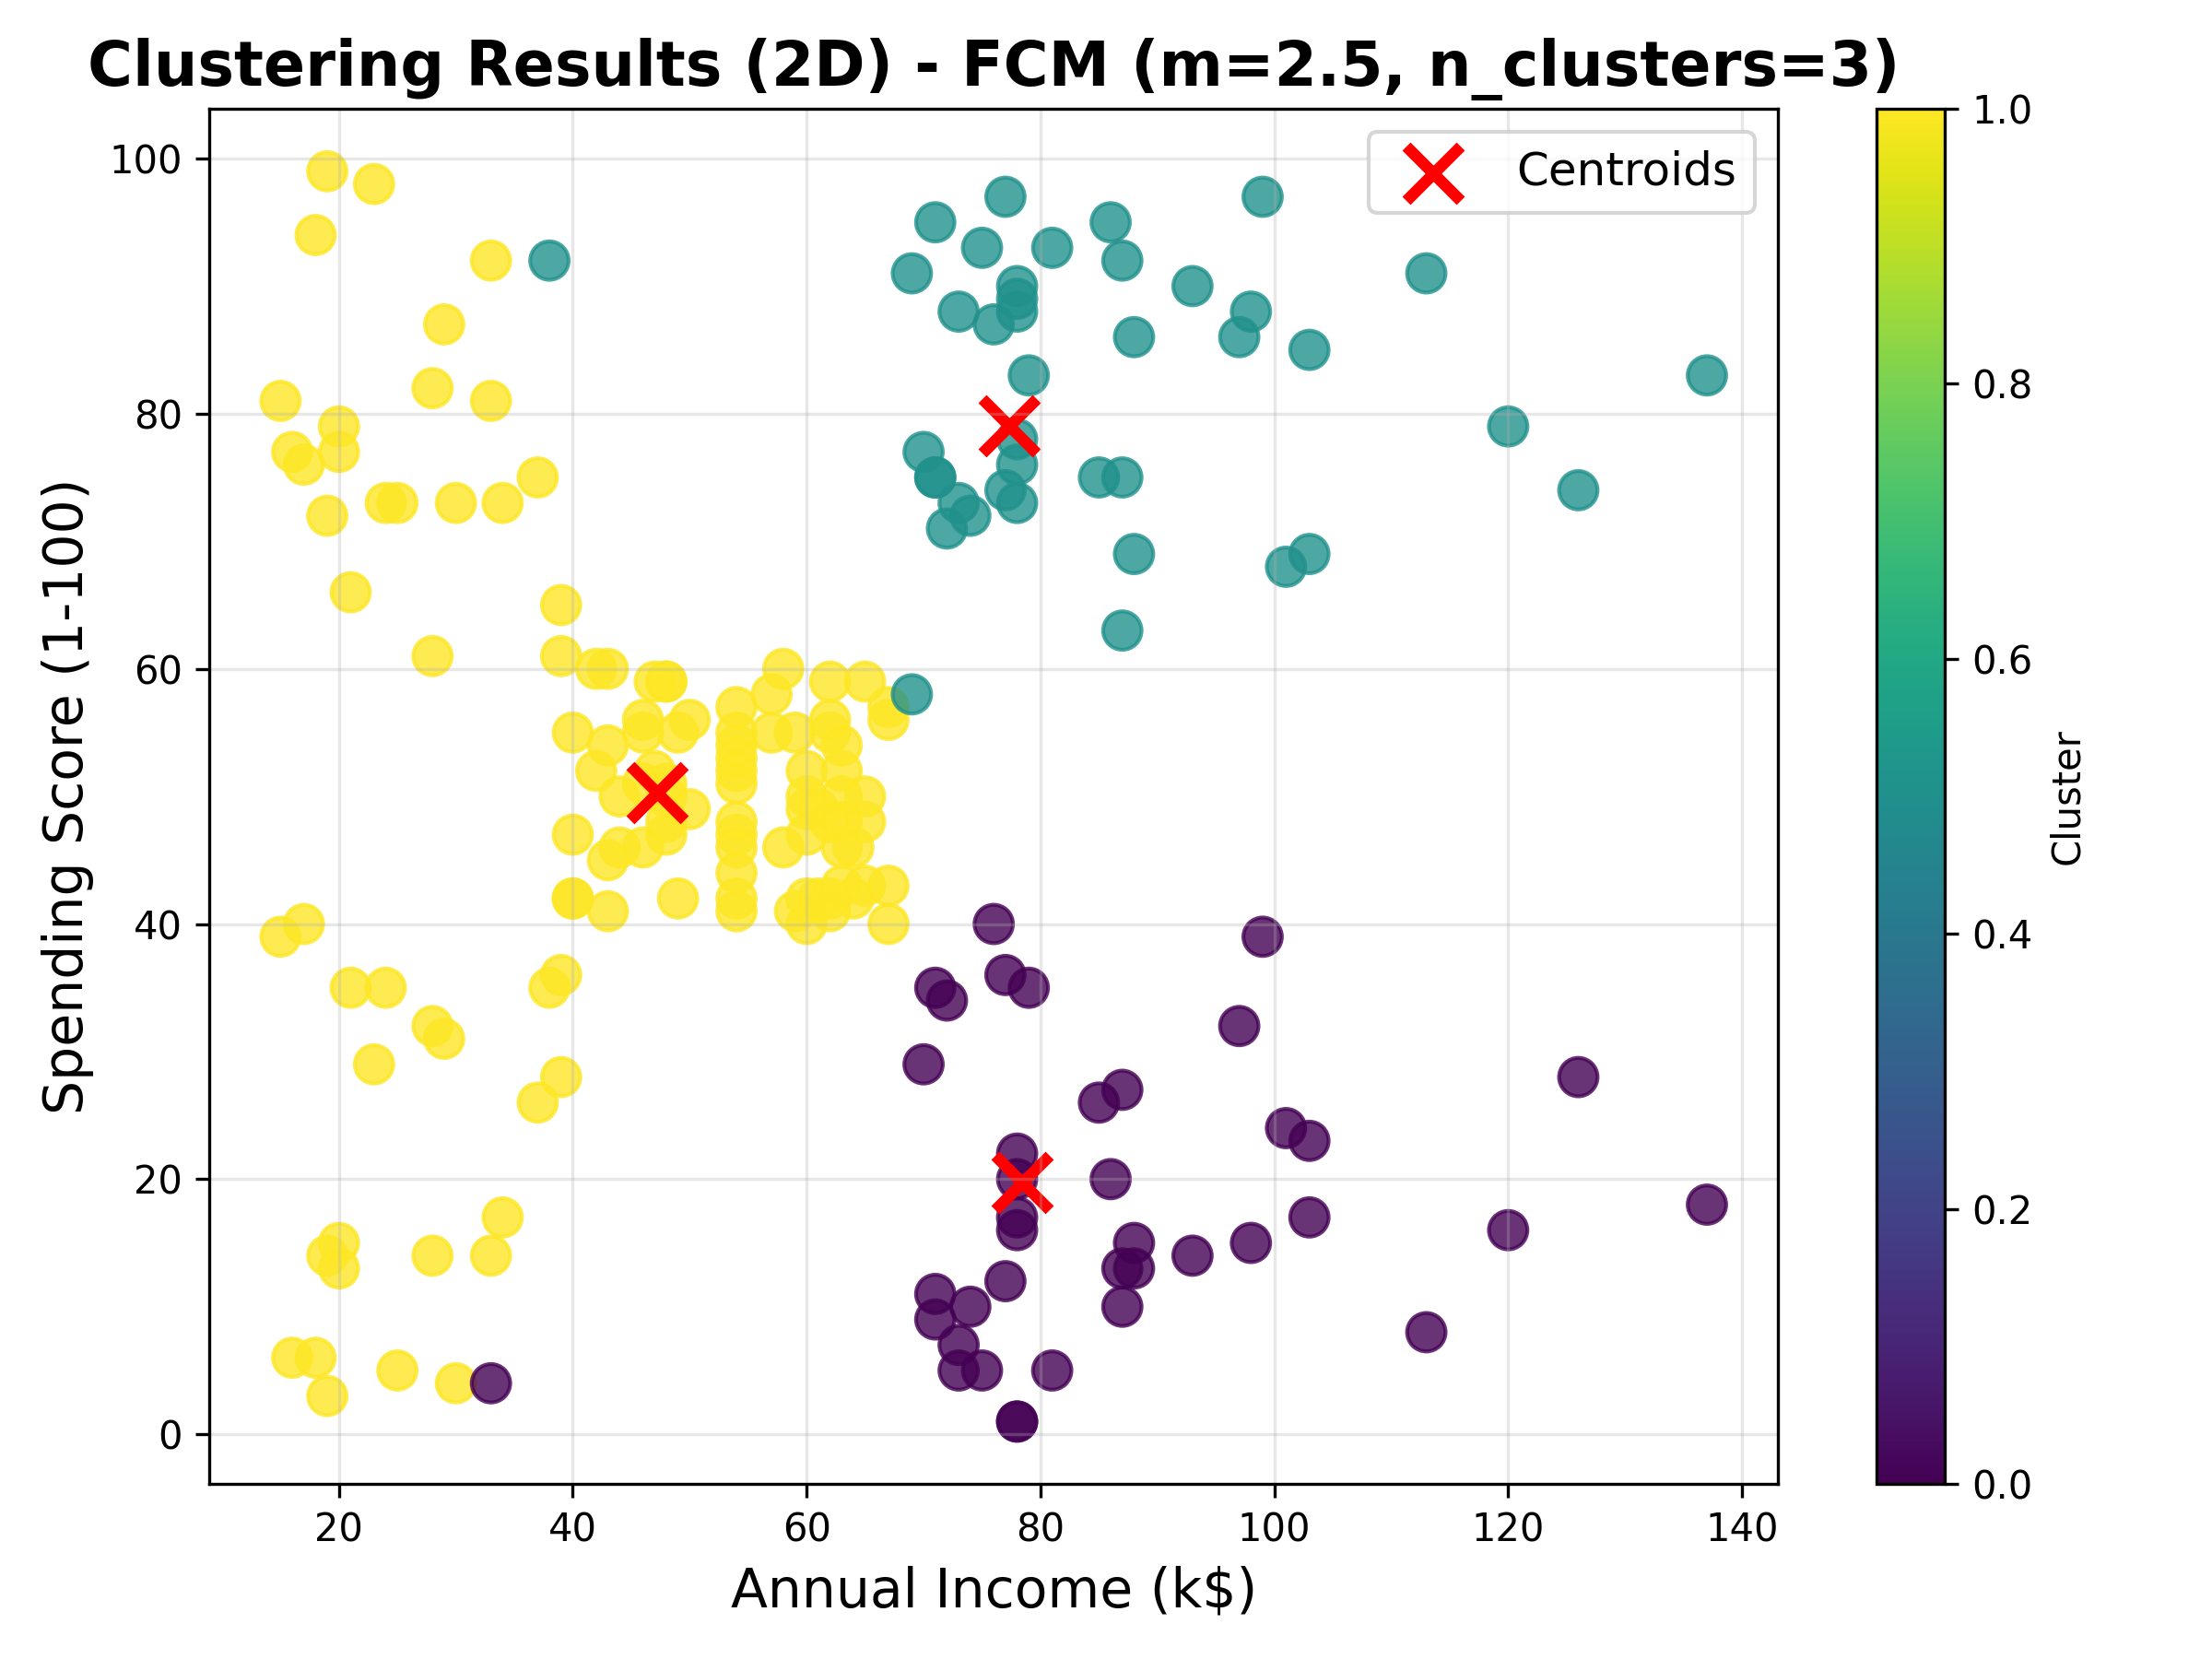 Clustering Results (2D) - FCM (m=2.5, n_clusters=3)
Centroids
Spending Score (1-100)
100
80
60
40
20
0
20 40 60 80 100 120 140
Annual Income (k$)
1.0
0.8
0.6
0.4
0.2
0.0
Cluster